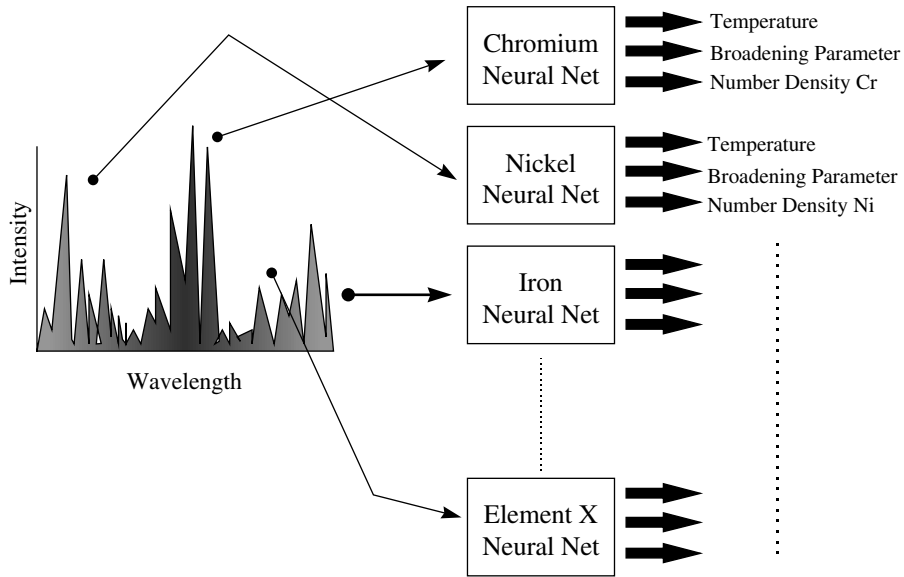 Chromium
Neural Net
Temperature
Broadening Parameter
Number Density Cr
Nickel
Neural Net
Temperature
Broadening Parameter
Number Density Ni
Intensity
Wavelength
Iron
Neural Net
Element X
Neural Net